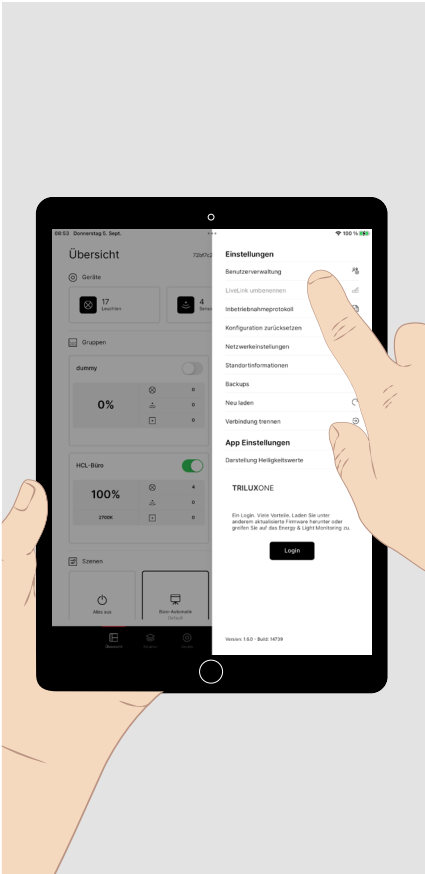 08:53 Donnerstag 5. Sept.
100 %
Übersicht
Geräte
17
Leuchten
4
Gruppen
dummy
0%
0
0
0
HCL-Büro
100%
2700K
4
0
0
Szenen
Alles aus
Büro-Automatik
Default
Übersicht
Einstellungen
Benutzerverwaltung
LiveLink umbenennen
Inbetriebnahmeprotokoll
Konfiguration zurücksetzen
Netzwerkeinstellungen
Standortinformationen
Backups
Neu laden
Verbindung trennen
App Einstellungen
Darstellung Helligkeitswerte
TRILUXONE
Ein Login. Viele Vorteile. Laden Sie unter
anderem aktualisierte Firmware herunter oder
greifen Sie auf das Energy & Light Monitoring zu.
Login
Version: 1.6.0 - Build: 14739